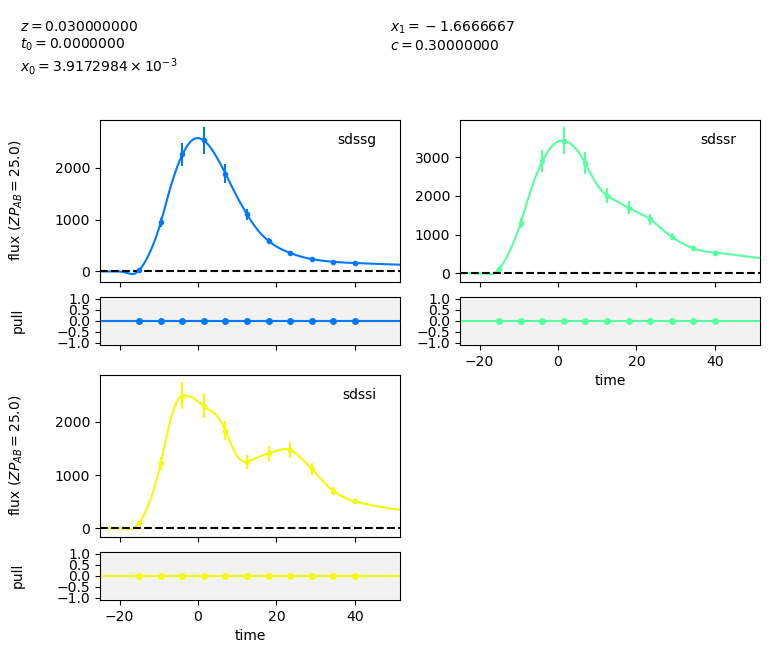 z = 0.030000000
t₀ = 0.0000000
x₀ = 3.9172984 × 10⁻³
x₁ = −1.6666667
c = 0.30000000
flux (ZP_AB = 25.0)
sdssg
2000
1000
0
sdssr
3000
2000
1000
0
pull
1.0
0.5
0.0
−0.5
−1.0
1.0
0.5
0.0
−0.5
−1.0
−20 0 20 40
time
flux (ZP_AB = 25.0)
sdssi
2000
1000
0
pull
1.0
0.5
0.0
−0.5
−1.0
−20 0 20 40
time